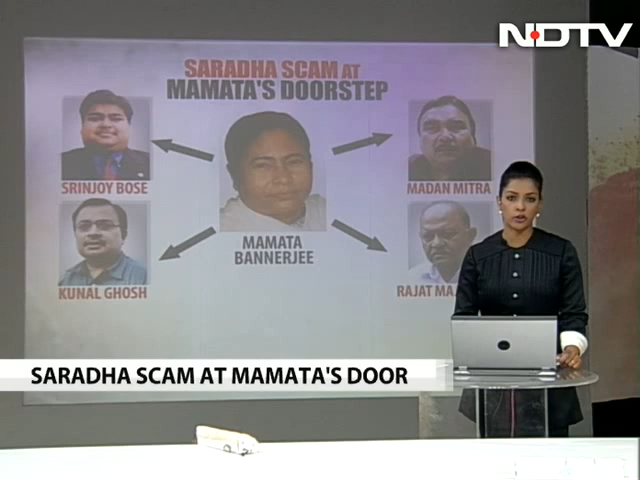 NDTV
SARADHA SCAM AT
MAMATA'S DOORSTEP
SRINJOY BOSE
MADAN MITRA
MAMATA
BANNERJEE
KUNAL GHOSH
RAJAT
SARADHA SCAM AT MAMATA'S DOOR